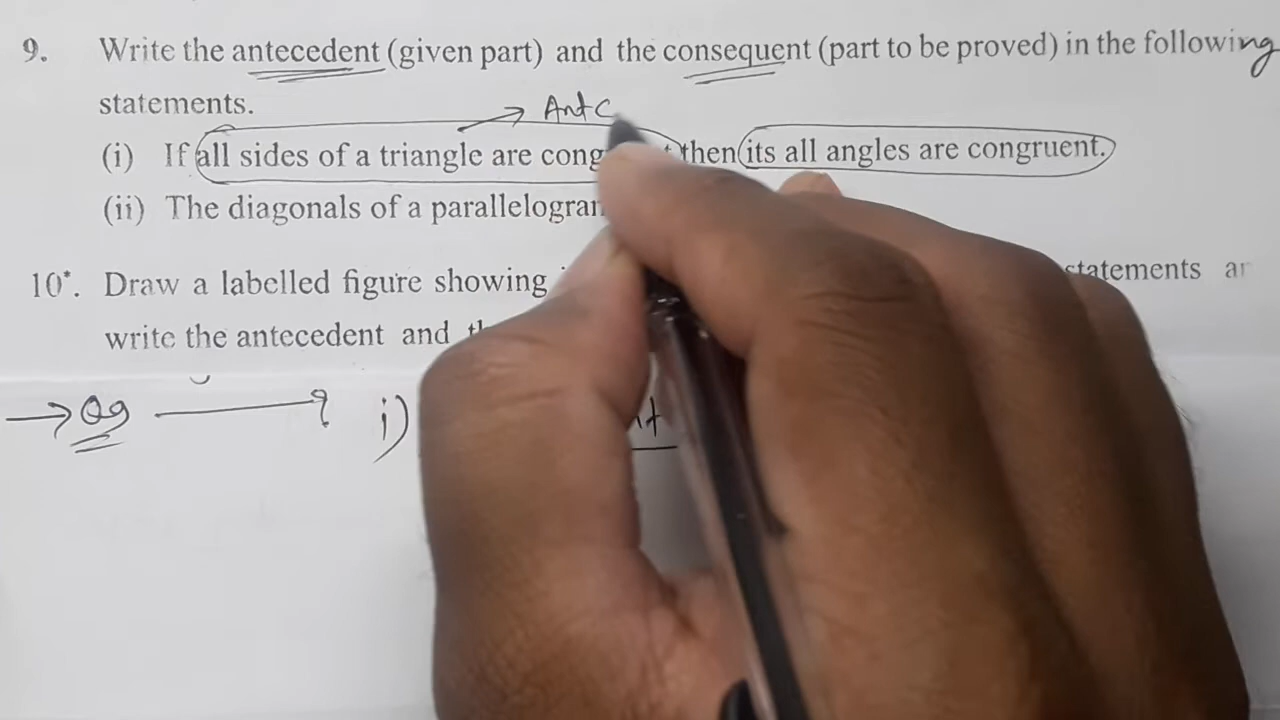 9. Write the antecedent (given part) and the consequent (part to be proved) in the following
statements.
→ Antc
(i) If all sides of a triangle are cong then its all angles are congruent.
(ii) The diagonals of a
10*. Draw a labelled figure showing statements
write the antecedent and
→ Q9 i)